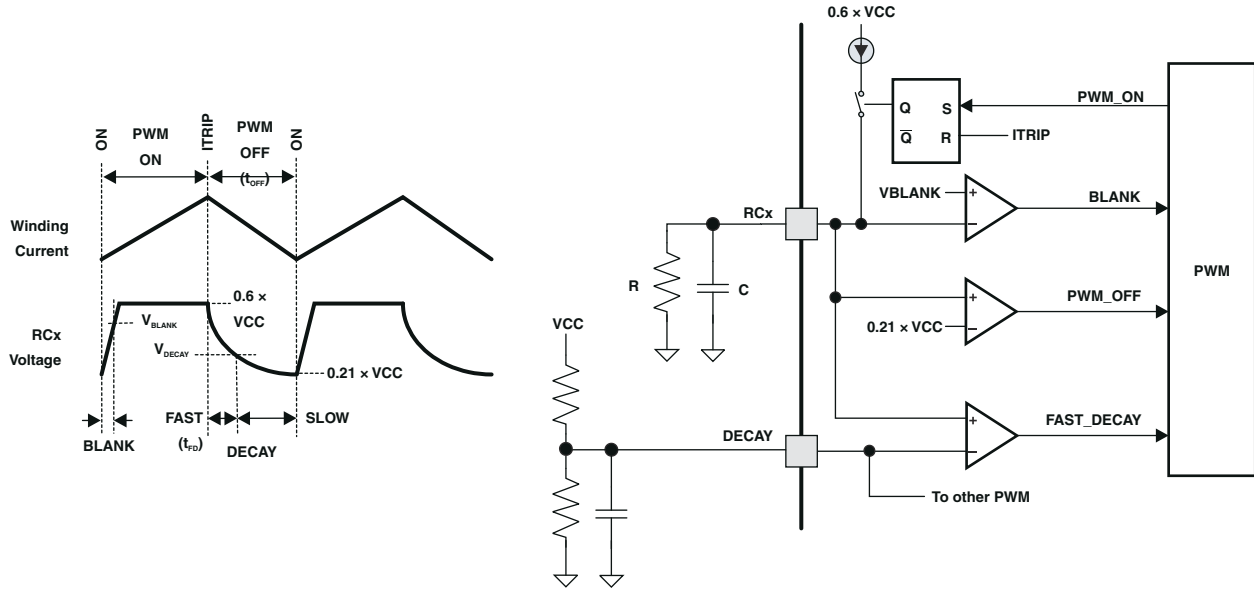 ON
PWM
ON
ITRIP
PWM
OFF
(tOFF)
ON
Winding
Current
RCx
Voltage
VBLANK
VDECAY
0.6 ×
VCC
0.21 × VCC
BLANK
FAST
(tFD)
DECAY
SLOW
0.6 × VCC
Q
S
Q
R
PWM_ON
ITRIP
VBLANK
+
−
BLANK
RCx
R
C
+
0.21 × VCC
−
PWM_OFF
PWM
VCC
DECAY
+
−
FAST_DECAY
To other PWM